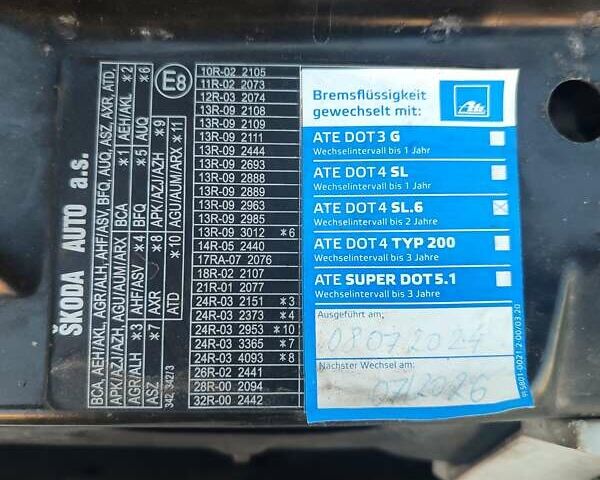 ŠKODA AUTO a.s.
BCA, AEH/AKL, AGR/ALH, AHF/ASV, BFQ, AUQ, ASZ, AXR, ATD,
APK/AZJ/AZH, AGU/AUM/ARX BCA *1 AEH/AKL *2
AGR/ALH *3 AHF/ASV *4 BFQ *5 AUQ *6
ASZ *7 AXR *8 APK/AZJ/AZH *9
ATD *10 AGU/AUM/ARX *11
E8
10R-02 2105
11R-02 2073
12R-03 2074
13R-09 2108
13R-09 2109
13R-09 2111
13R-09 2444
13R-09 2693
13R-09 2888
13R-09 2889
13R-09 2963
13R-09 2985
13R-09 3012 *6
14R-05 2440
17RA-07 2076
18R-02 2107
21R-01 2077
24R-03 2151 *3
24R-03 2373 *4
24R-03 2953 *10
24R-03 3365 *7
24R-03 4093 *8
26R-02 2441
28R-00 2094
32R-00 2442
Bremsflüssigkeit
gewechselt mit:
Ate
ATE DOT 3 G
Wechselintervall bis 1 Jahr
ATE DOT 4 SL
Wechselintervall bis 1 Jahr
ATE DOT 4 SL.6
Wechselintervall bis 2 Jahre
ATE DOT 4 TYP 200
Wechselintervall bis 3 Jahre
ATE SUPER DOT 5.1
Wechselintervall bis 3 Jahre
Ausgeführt am:
08072024
Nächster Wechsel am:
072026